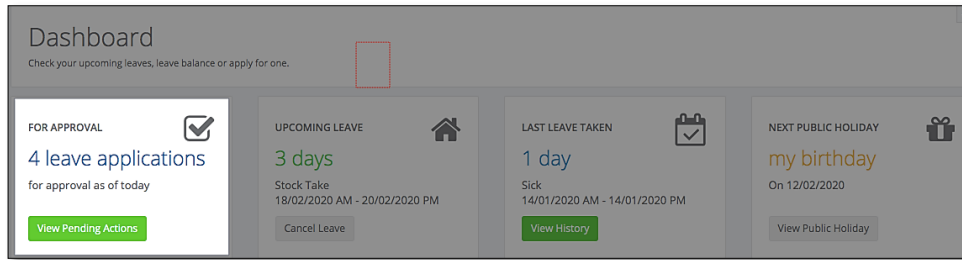 Dashboard
Check your upcoming leaves, leave balance or apply for one.
FOR APPROVAL
4 leave applications
for approval as of today
View Pending Actions
UPCOMING LEAVE
3 days
Stock Take
18/02/2020 AM - 20/02/2020 PM
Cancel Leave
LAST LEAVE TAKEN
1 day
Sick
14/01/2020 AM - 14/01/2020 PM
View History
NEXT PUBLIC HOLIDAY
my birthday
On 12/02/2020
View Public Holiday